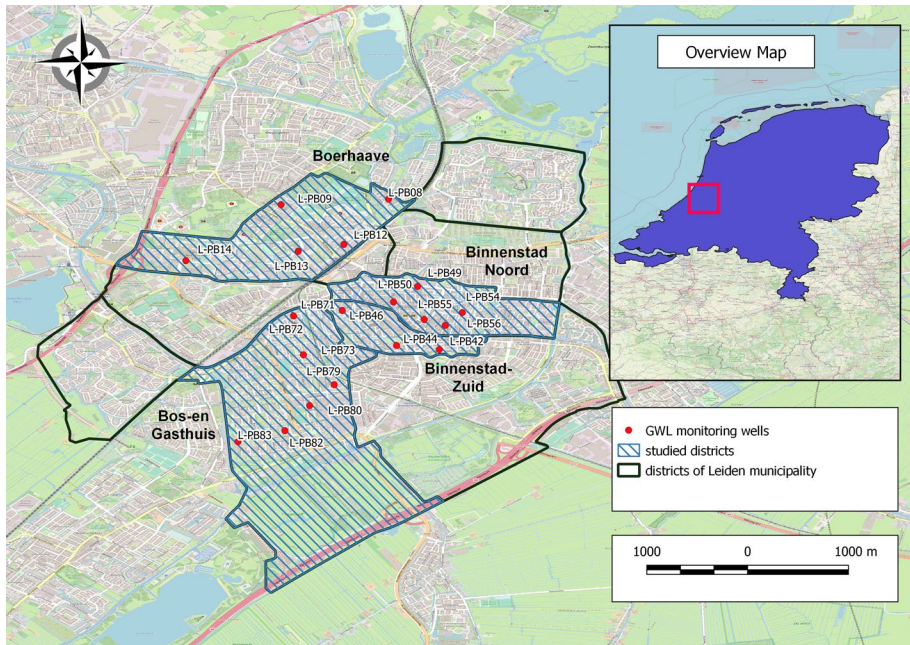 Overview Map
Boerhaave
L-PB08
L-PB09
L-PB12
L-PB14
L-PB13
Binnenstad
Noord
L-PB49
L-PB50
L-PB71
L-PB54
L-PB46
L-PB55
L-PB72
L-PB56
L-PB44
L-PB42
L-PB73
Binnenstad-
Zuid
L-PB79
L-PB80
Bos-en
Gasthuis
L-PB83
L-PB82
GWL monitoring wells
studied districts
districts of Leiden municipality
1000 0 1000 m